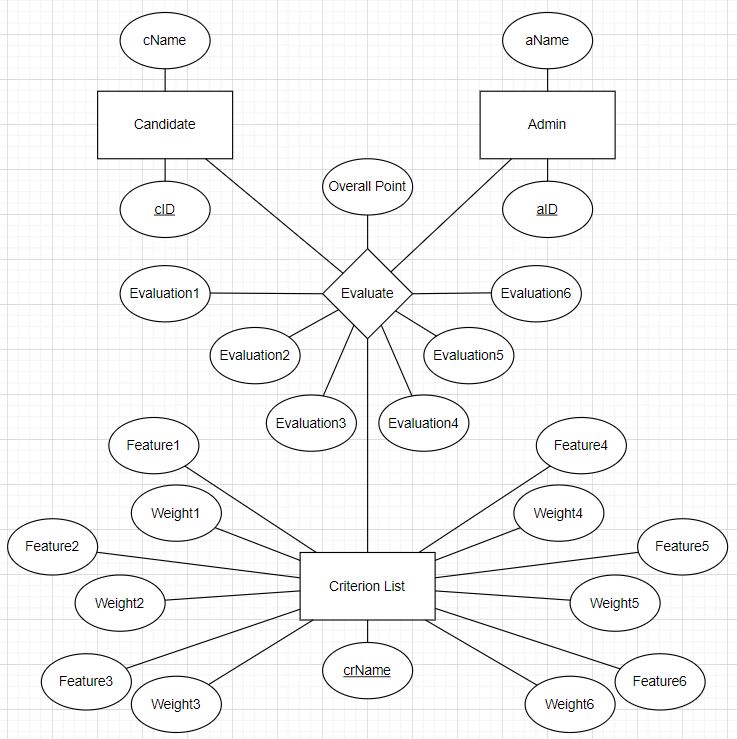 cName
aName
Candidate
Admin
Overall Point
cID
aID
Evaluation1
Evaluate
Evaluation6
Evaluation2
Evaluation5
Evaluation3
Evaluation4
Feature1
Feature4
Weight1
Weight4
Feature2
Feature5
Criterion List
Weight2
Weight5
crName
Feature3
Feature6
Weight3
Weight6